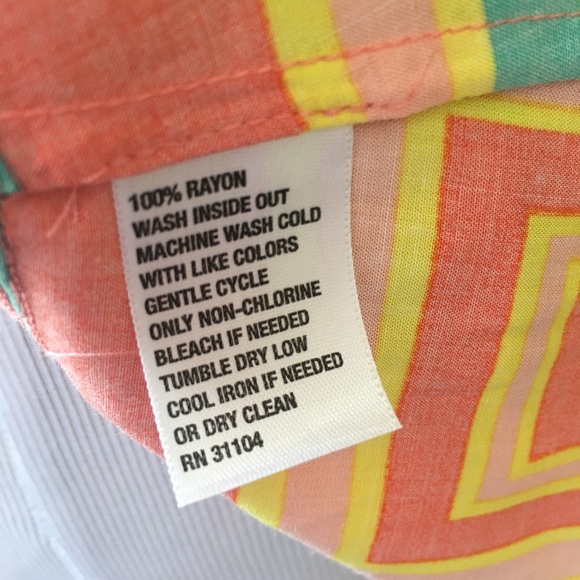 100% RAYON
WASH INSIDE OUT
MACHINE WASH COLD
WITH LIKE COLORS
GENTLE CYCLE
ONLY NON-CHLORINE
BLEACH IF NEEDED
TUMBLE DRY LOW
COOL IRON IF NEEDED
OR DRY CLEAN
RN 31104